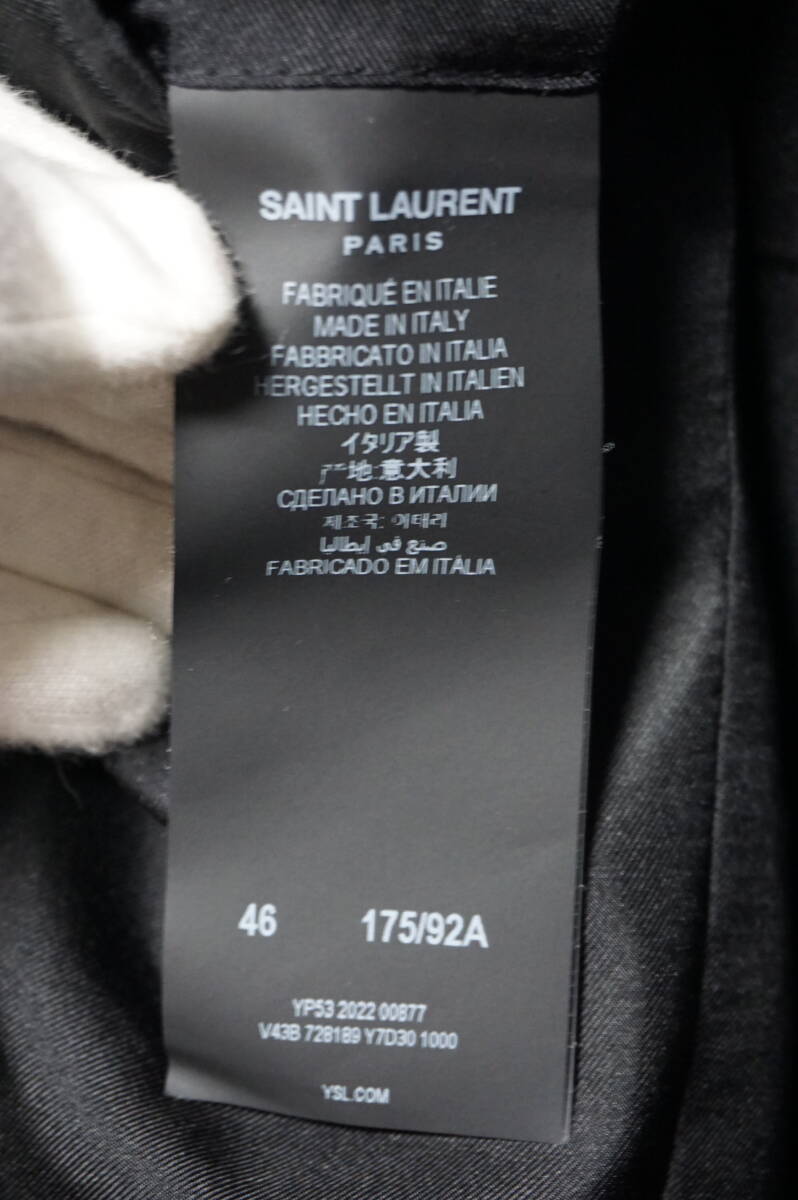 SAINT LAURENT
PARIS
FABRIQUÉ EN ITALIE
MADE IN ITALY
FABBRICATO IN ITALIA
HERGESTELLT IN ITALIEN
HECHO EN ITALIA
イタリア製
产地:意大利
СДЕЛАНО В ИТАЛИИ
제조국: 이태리
صنع في إيطاليا
FABRICADO EM ITÁLIA
46 175/92A
YP53 2022 00877
V43B 728189 Y7D30 1000
YSL.COM